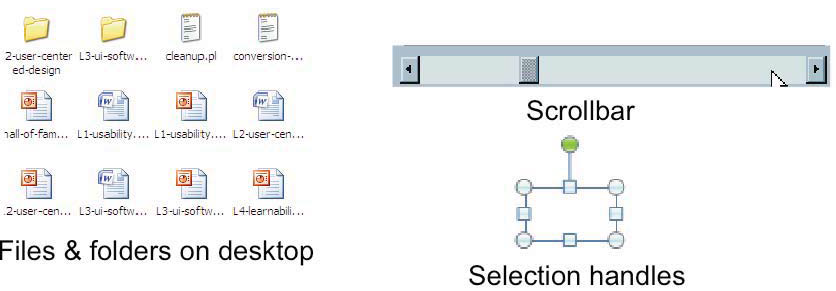 2-user-center
ed-design
L3-ui-softw...
cleanup.pl
conversion-...
hall-of-fam...
L1-usability....
L1-usability....
L2-user-cen...
.2-user-cen...
L3-ui-softw...
L3-ui-softw...
L4-learnabili...
Files & folders on desktop
Scrollbar
Selection handles